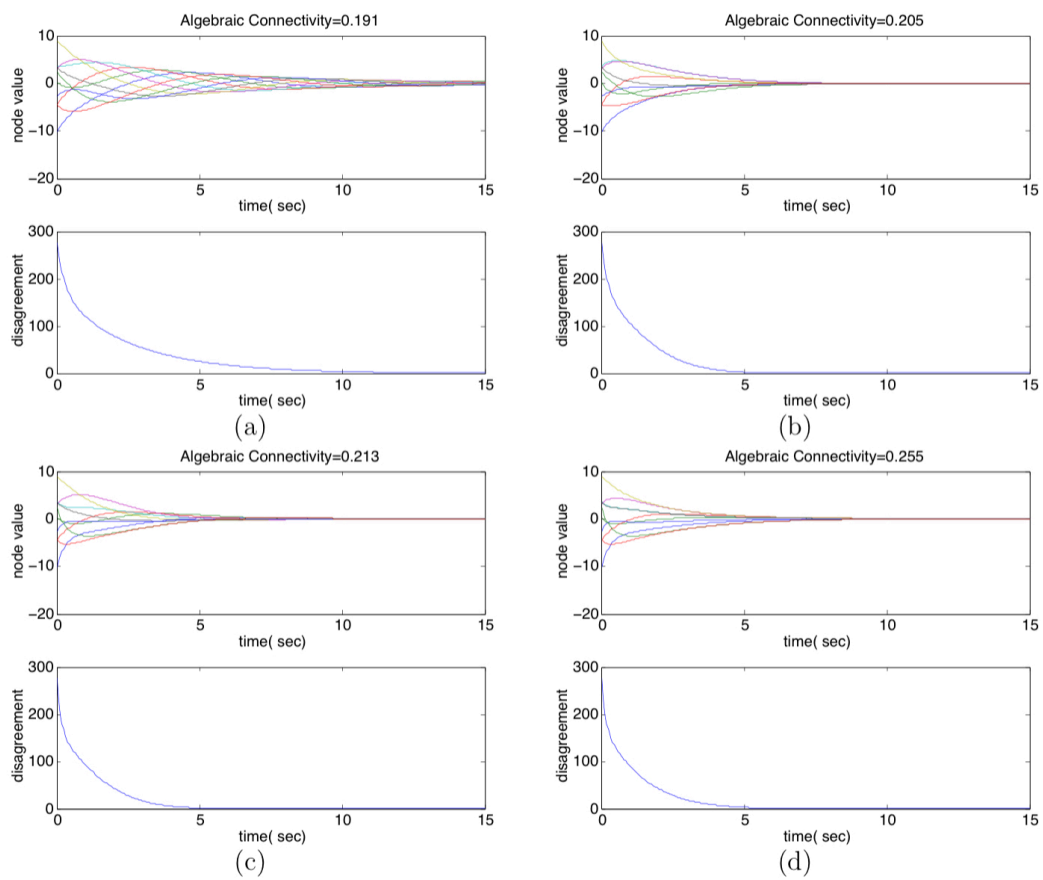 Algebraic Connectivity=0.191
10
0
−10
−20
node value
0 5 10 15
time( sec)
300
200
100
0
disagreement
0 5 10 15
time( sec)
(a)
Algebraic Connectivity=0.205
10
0
−10
−20
node value
0 5 10 15
time( sec)
300
200
100
0
disagreement
0 5 10 15
time( sec)
(b)
Algebraic Connectivity=0.213
10
0
−10
−20
node value
0 5 10 15
time( sec)
300
200
100
0
disagreement
0 5 10 15
time( sec)
(c)
Algebraic Connectivity=0.255
10
0
−10
−20
node value
0 5 10 15
time( sec)
300
200
100
0
disagreement
0 5 10 15
time( sec)
(d)